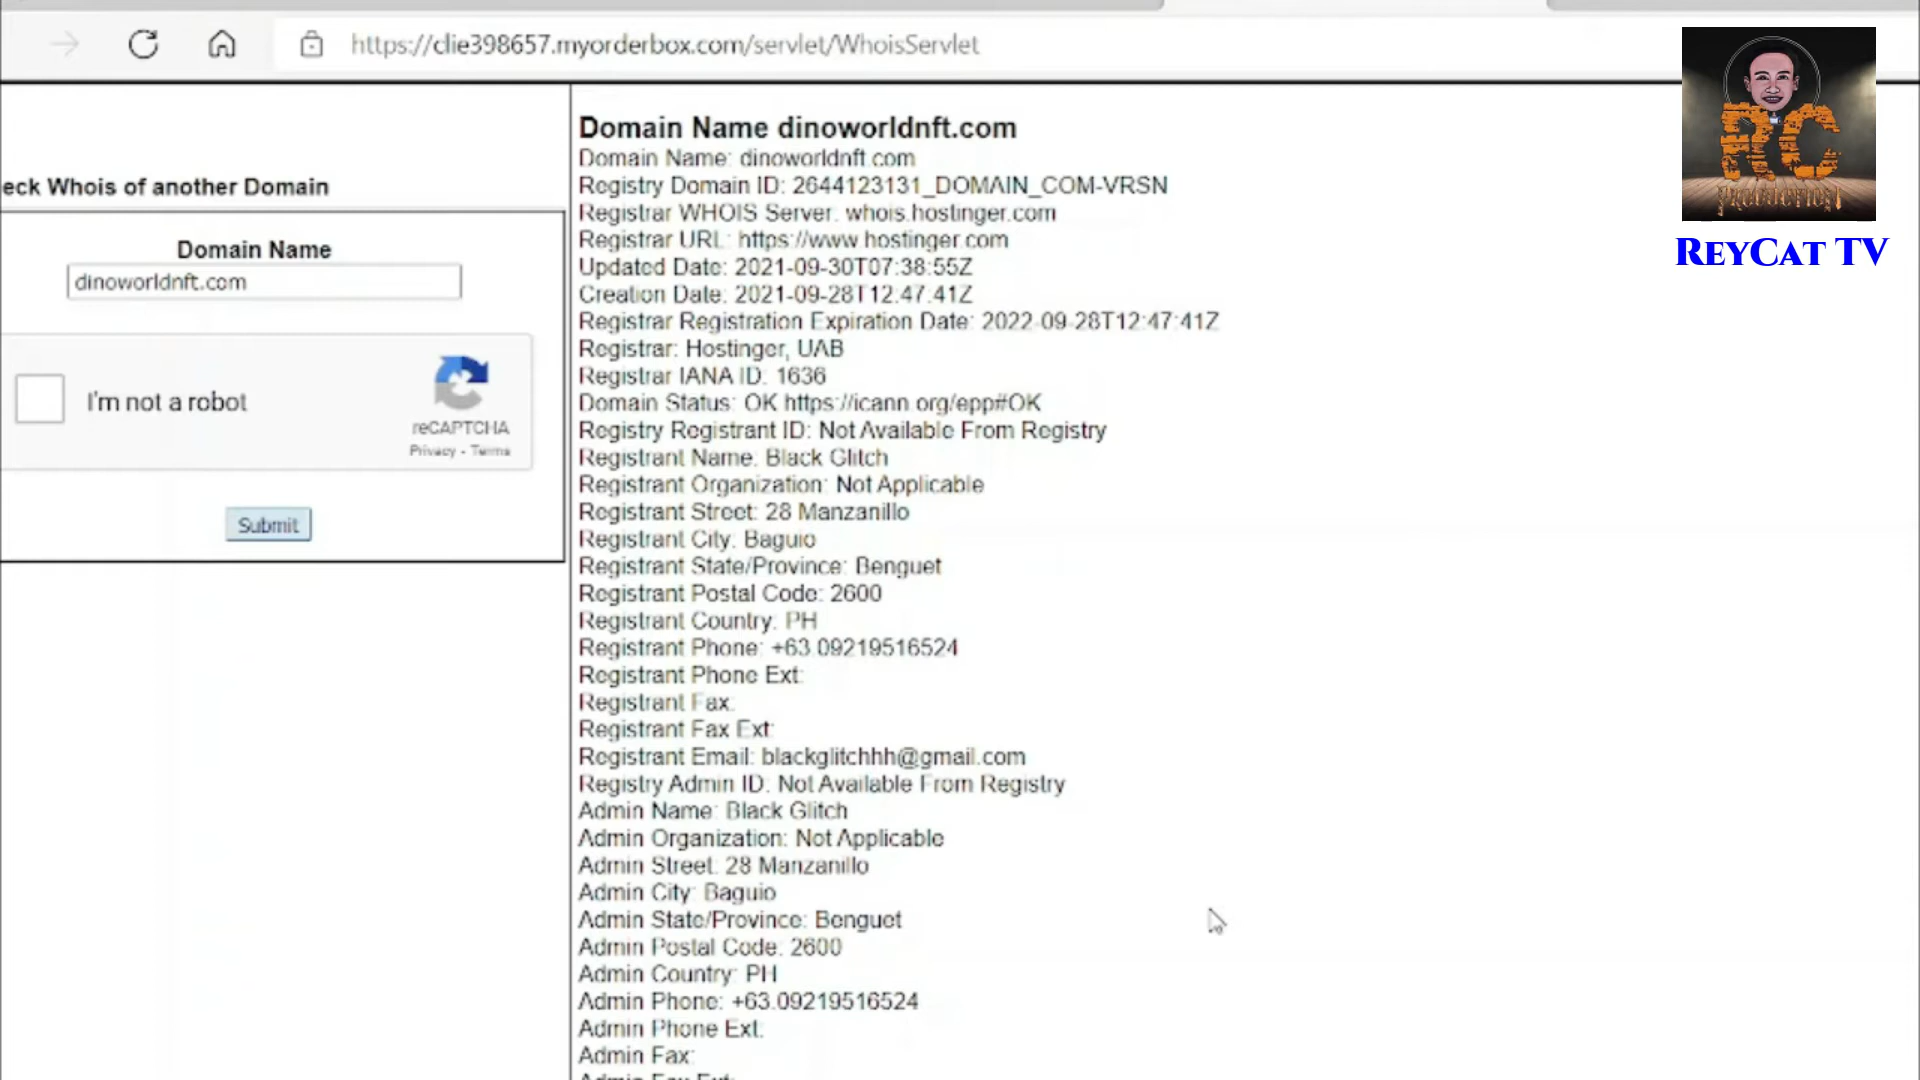 https://clie398657.myorderbox.com/servlet/WhoisServlet
eck Whois of another Domain
Domain Name
dinoworldnft.com
I'm not a robot
reCAPTCHA
Privacy - Terms
Submit
Domain Name dinoworldnft.com
Domain Name: dinoworldnft.com
Registry Domain ID: 2644123131_DOMAIN_COM-VRSN
Registrar WHOIS Server: whois.hostinger.com
Registrar URL: https://www.hostinger.com
Updated Date: 2021-09-30T07:38:55Z
Creation Date: 2021-09-28T12:47:41Z
Registrar Registration Expiration Date: 2022-09-28T12:47:41Z
Registrar: Hostinger, UAB
Registrar IANA ID: 1636
Domain Status: OK https://icann.org/epp#OK
Registry Registrant ID: Not Available From Registry
Registrant Name: Black Glitch
Registrant Organization: Not Applicable
Registrant Street: 28 Manzanillo
Registrant City: Baguio
Registrant State/Province: Benguet
Registrant Postal Code: 2600
Registrant Country: PH
Registrant Phone: +63.09219516524
Registrant Phone Ext:
Registrant Fax:
Registrant Fax Ext:
Registrant Email: blackglitchhh@gmail.com
Registry Admin ID: Not Available From Registry
Admin Name: Black Glitch
Admin Organization: Not Applicable
Admin Street: 28 Manzanillo
Admin City: Baguio
Admin State/Province: Benguet
Admin Postal Code: 2600
Admin Country: PH
Admin Phone: +63.09219516524
Admin Phone Ext:
Admin Fax:
Admin Fax Ext:
RC
PRODUCTION
REYCAT TV